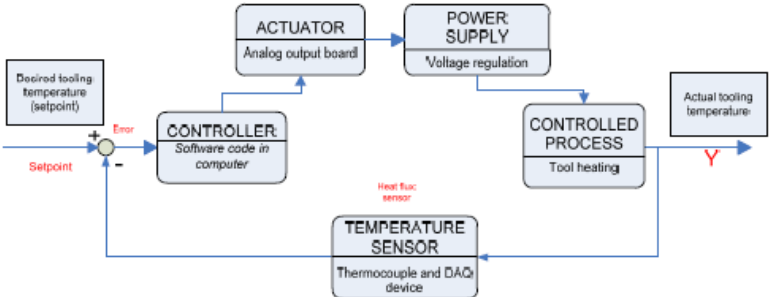 ACTUATOR
Analog output board
POWER
SUPPLY
Voltage regulation
Desired tooling
temperature
(setpoint)
+
Error
-
Setpoint
CONTROLLER
Software code in
computer
CONTROLLED
PROCESS
Tool heating
Actual tooling
temperature
Y
Heat flux
sensor
TEMPERATURE
SENSOR
Thermocouple and DAQ
device